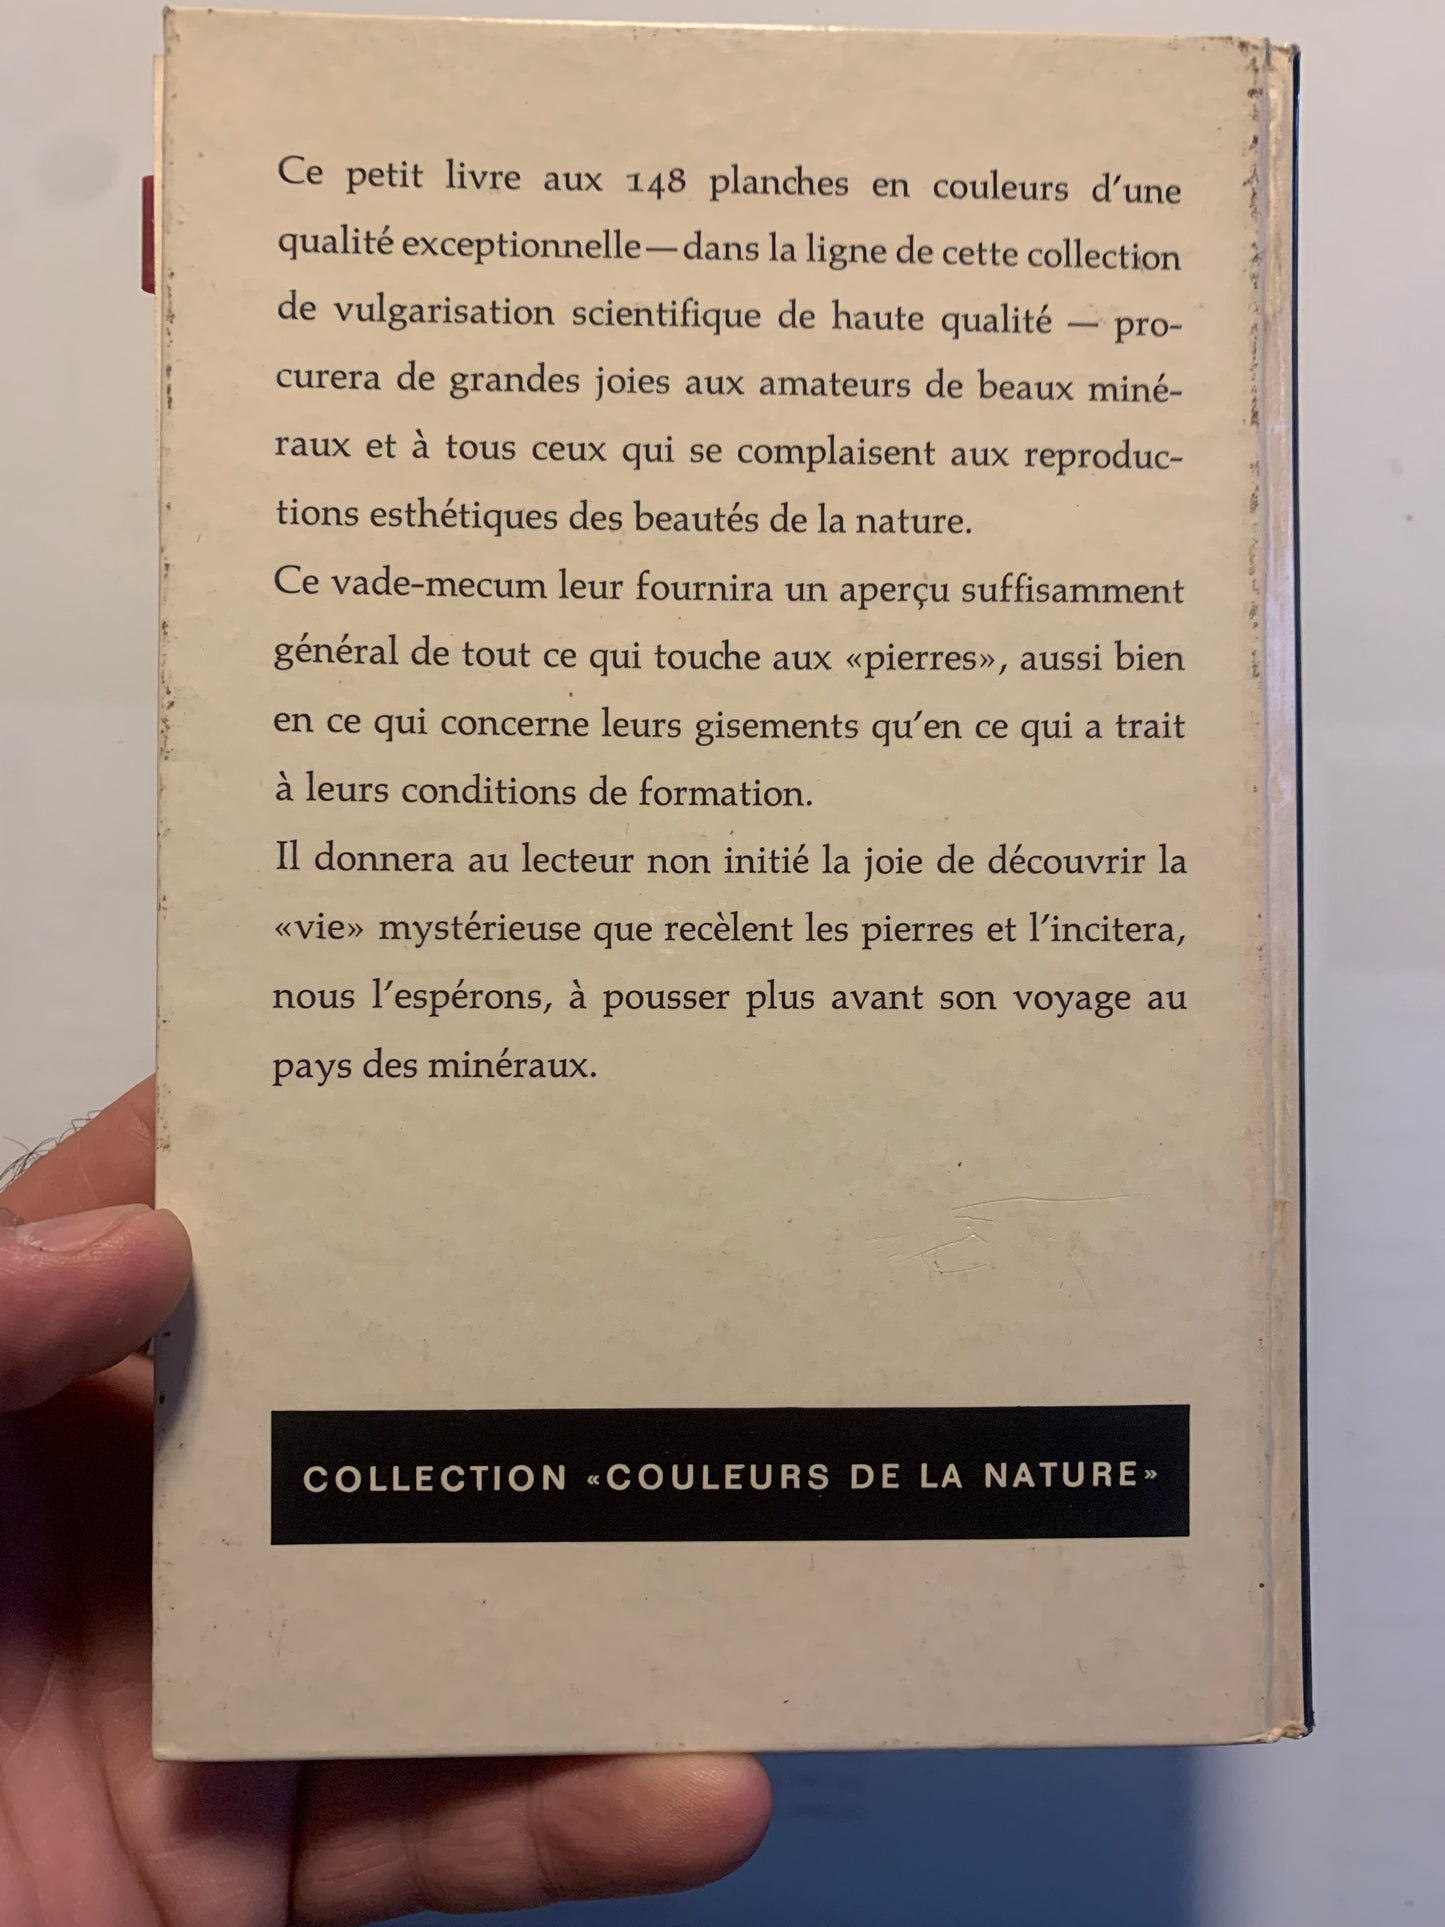 Ce petit livre aux 148 planches en couleurs d'une
qualité exceptionnelle—dans la ligne de cette collection
de vulgarisation scientifique de haute qualité — pro-
curera de grandes joies aux amateurs de beaux miné-
raux et à tous ceux qui se complaisent aux reproduc-
tions esthétiques des beautés de la nature.
Ce vade-mecum leur fournira un aperçu suffisamment
général de tout ce qui touche aux «pierres», aussi bien
en ce qui concerne leurs gisements qu'en ce qui a trait
à leurs conditions de formation.
Il donnera au lecteur non initié la joie de découvrir la
«vie» mystérieuse que recèlent les pierres et l'incitera,
nous l'espérons, à pousser plus avant son voyage au
pays des minéraux.
COLLECTION «COULEURS DE LA NATURE»